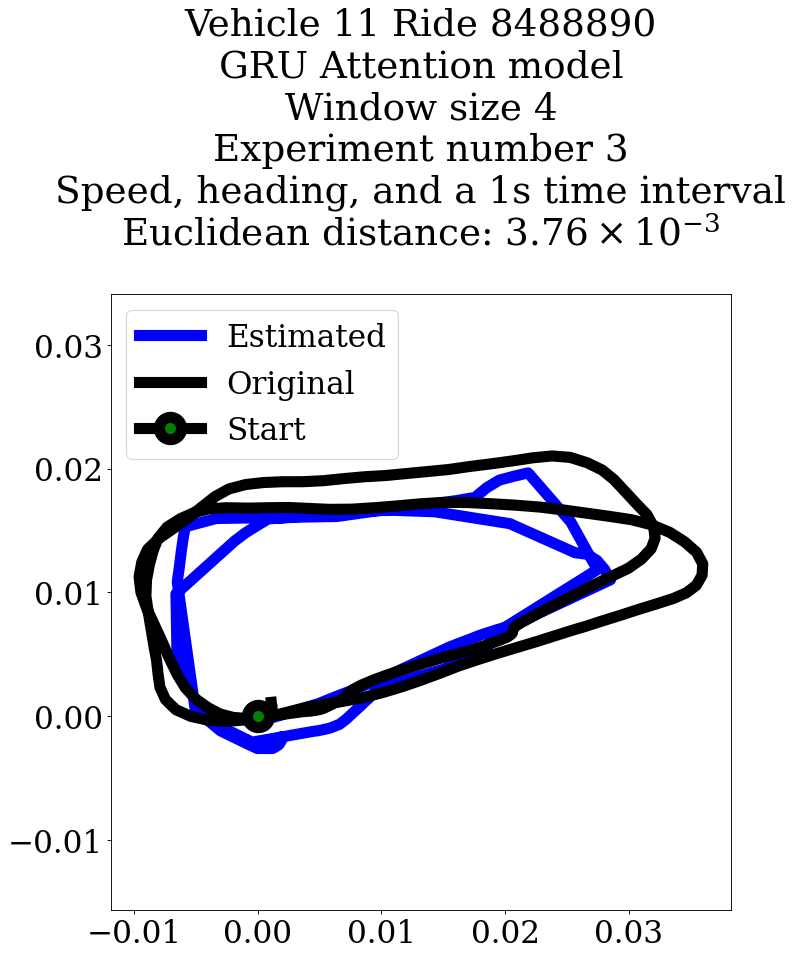 Vehicle 11 Ride 8488890
GRU Attention model
Window size 4
Experiment number 3
Speed, heading, and a 1s time interval
Euclidean distance: 3.76 × 10⁻³
Estimated
Original
Start
0.03
0.02
0.01
0.00
−0.01
−0.01 0.00 0.01 0.02 0.03